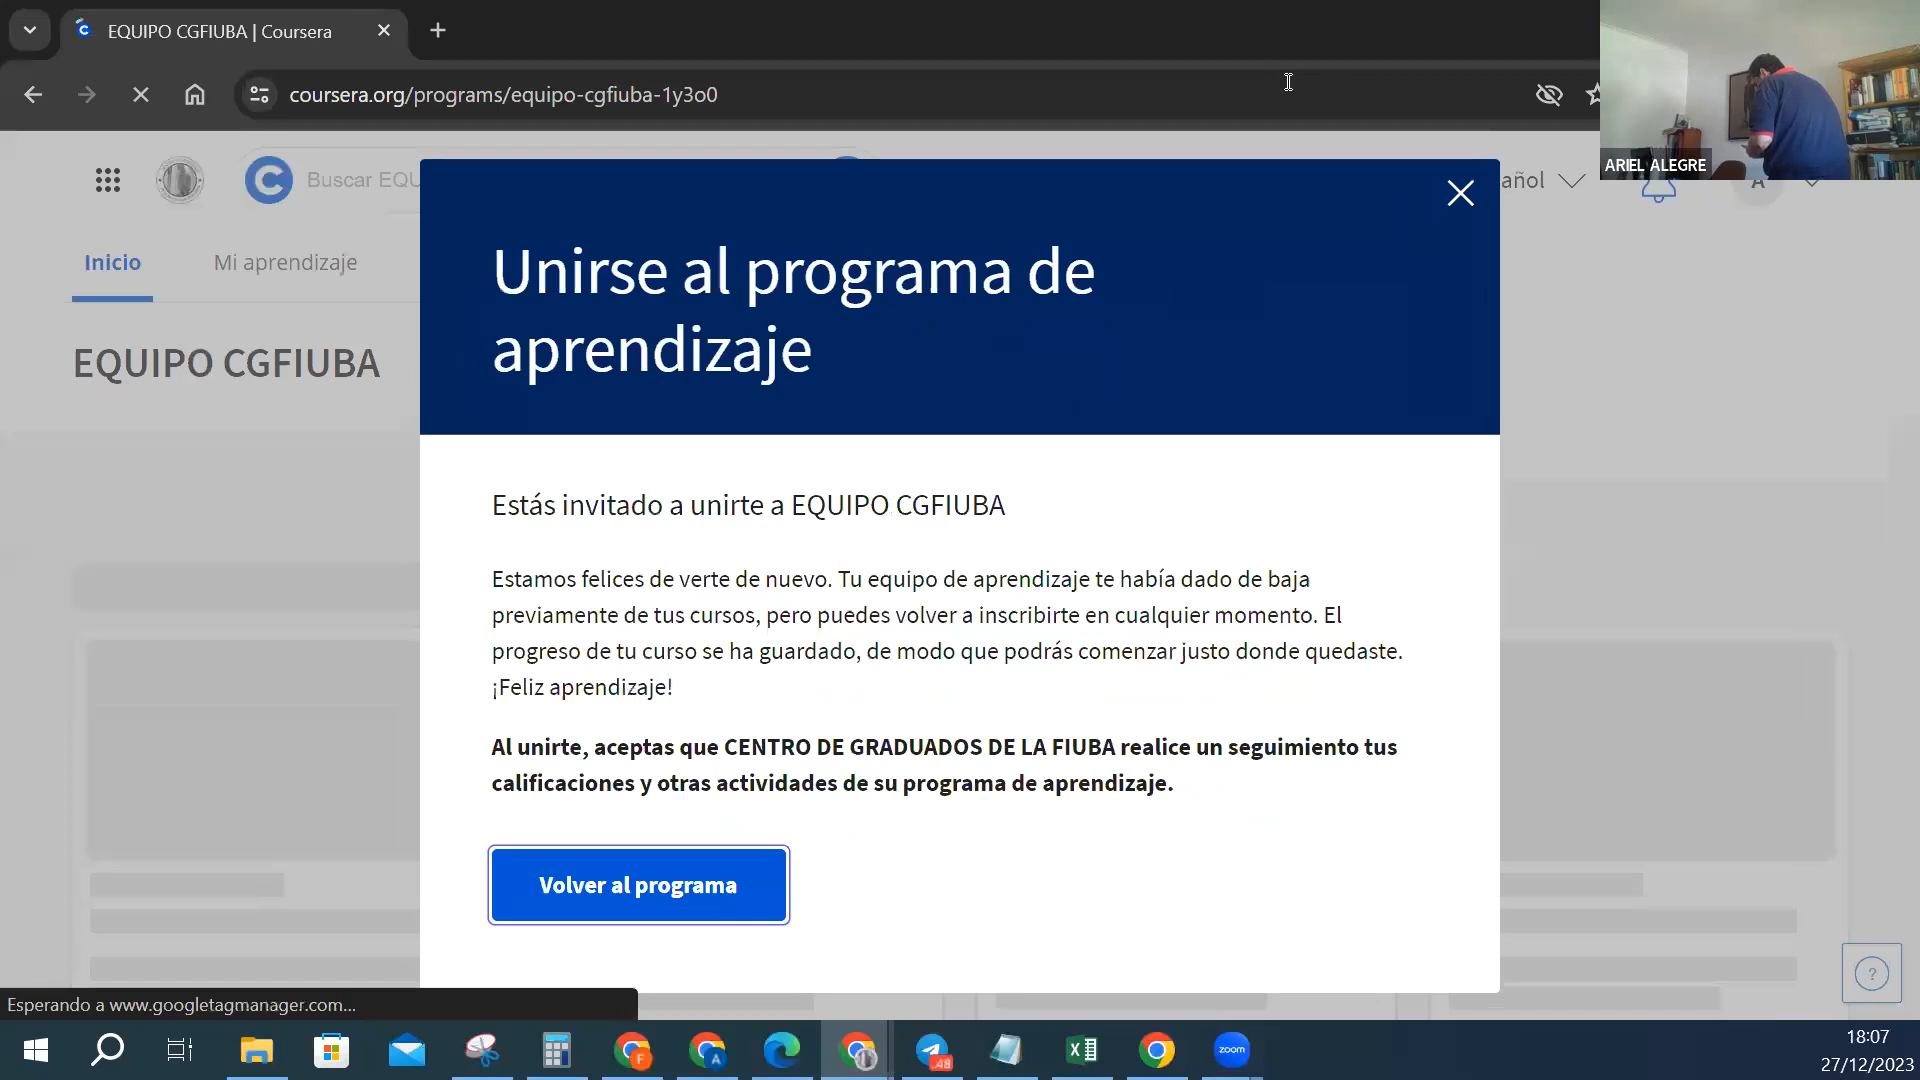 EQUIPO CGFIUBA | Coursera
coursera.org/programs/equipo-cgfiuba-1y3o0
ARIEL ALEGRE
Buscar EQU
añol
A
Inicio
Mi aprendizaje
EQUIPO CGFIUBA
Unirse al programa de
aprendizaje
Estás invitado a unirte a EQUIPO CGFIUBA
Estamos felices de verte de nuevo. Tu equipo de aprendizaje te había dado de baja
previamente de tus cursos, pero puedes volver a inscribirte en cualquier momento. El
progreso de tu curso se ha guardado, de modo que podrás comenzar justo donde quedaste.
¡Feliz aprendizaje!
Al unirte, aceptas que CENTRO DE GRADUADOS DE LA FIUBA realice un seguimiento tus
calificaciones y otras actividades de su programa de aprendizaje.
Volver al programa
?
Esperando a www.googletagmanager.com...
F
A
zoom
18:07
27/12/2023